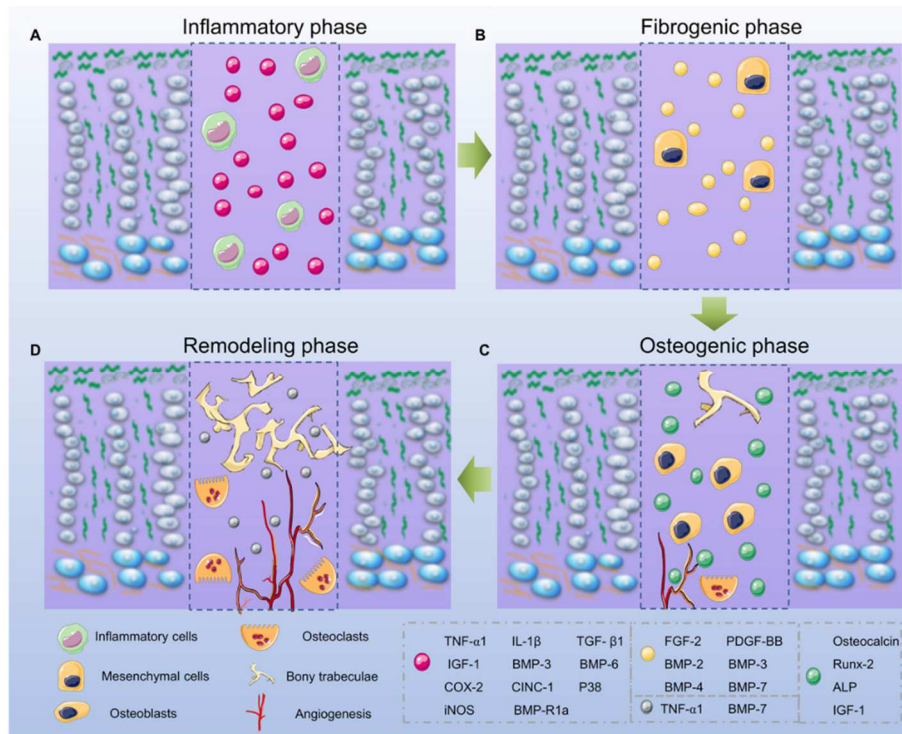 A Inflammatory phase
B Fibrogenic phase
D Remodeling phase
C Osteogenic phase
Inflammatory cells
Mesenchymal cells
Osteoblasts
Osteoclasts
Bony trabeculae
Angiogenesis
TNF-α1 IL-1β TGF- β1
IGF-1 BMP-3 BMP-6
COX-2 CINC-1 P38
iNOS BMP-R1a
FGF-2 PDGF-BB
BMP-2 BMP-3
BMP-4 BMP-7
TNF-α1 BMP-7
Osteocalcin
Runx-2
ALP
IGF-1